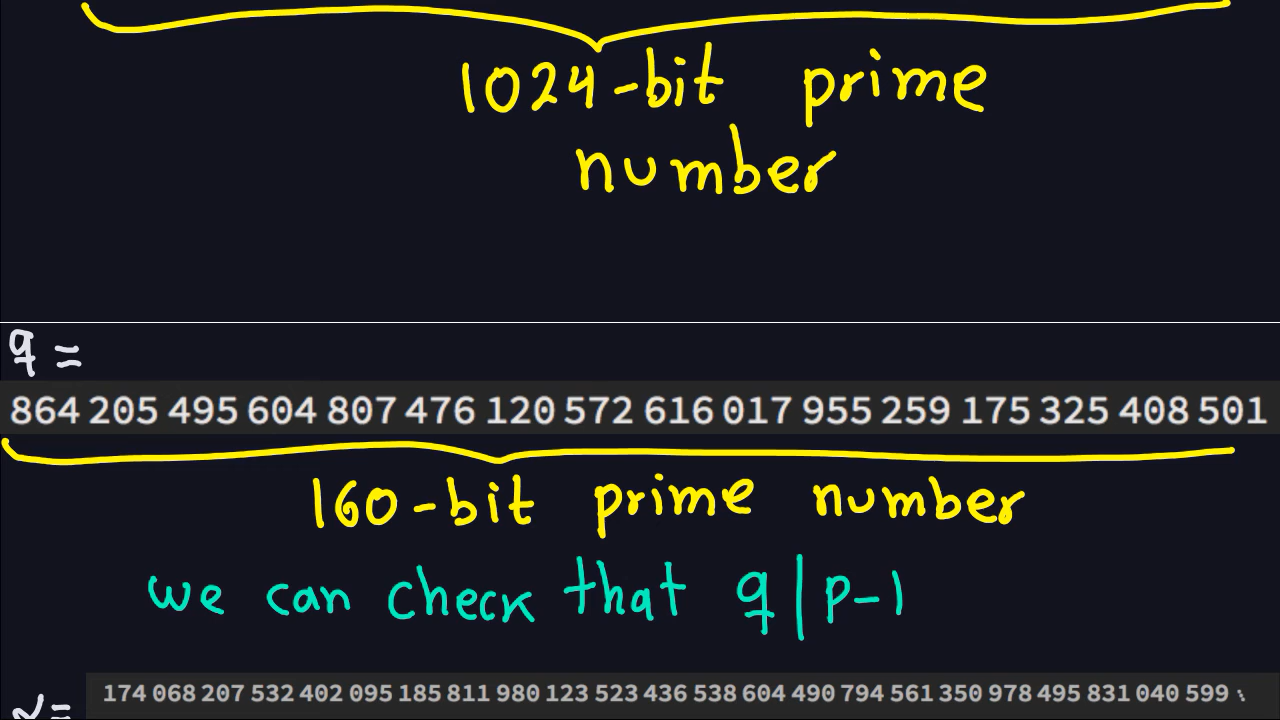 1024-bit prime
number
q =
864 205 495 604 807 476 120 572 616 017 955 259 175 325 408 501
160-bit prime number
we can check that q | p-1
174 068 207 532 402 095 185 811 980 123 523 436 538 604 490 794 561 350 978 495 831 040 599